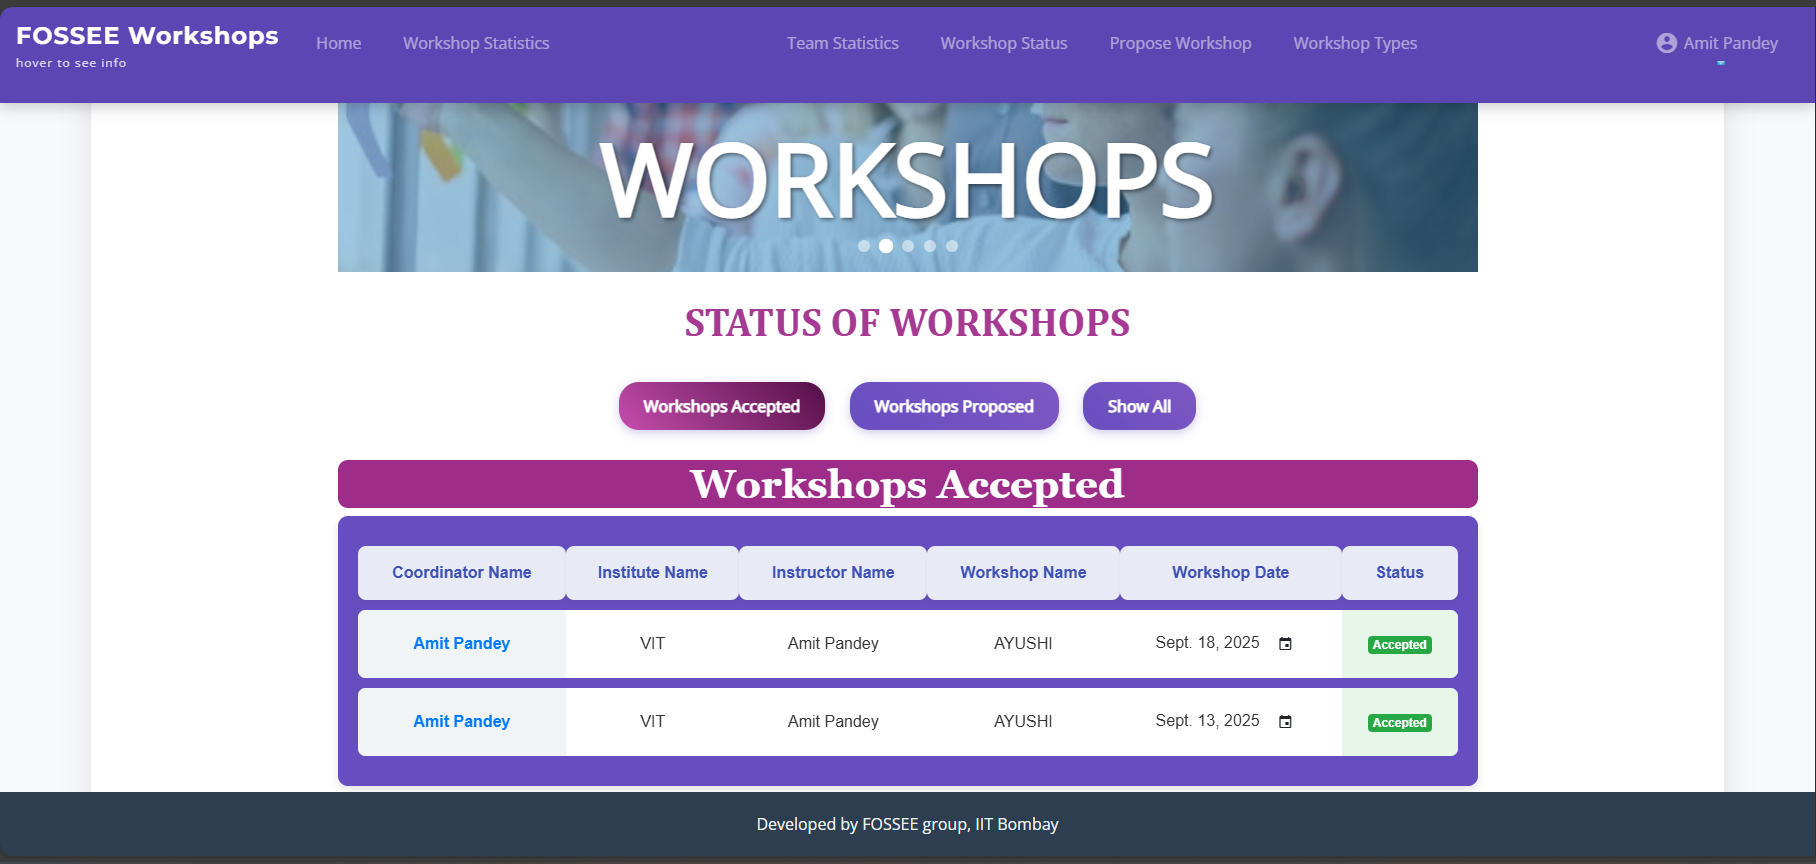 FOSSEE Workshops
hover to see info
Home
Workshop Statistics
Team Statistics
Workshop Status
Propose Workshop
Workshop Types
Amit Pandey
WORKSHOPS
STATUS OF WORKSHOPS
Workshops Accepted
Workshops Proposed
Show All
Workshops Accepted
Coordinator Name Institute Name Instructor Name Workshop Name Workshop Date Status
Amit Pandey VIT Amit Pandey AYUSHI Sept. 18, 2025 Accepted
Amit Pandey VIT Amit Pandey AYUSHI Sept. 13, 2025 Accepted
Developed by FOSSEE group, IIT Bombay